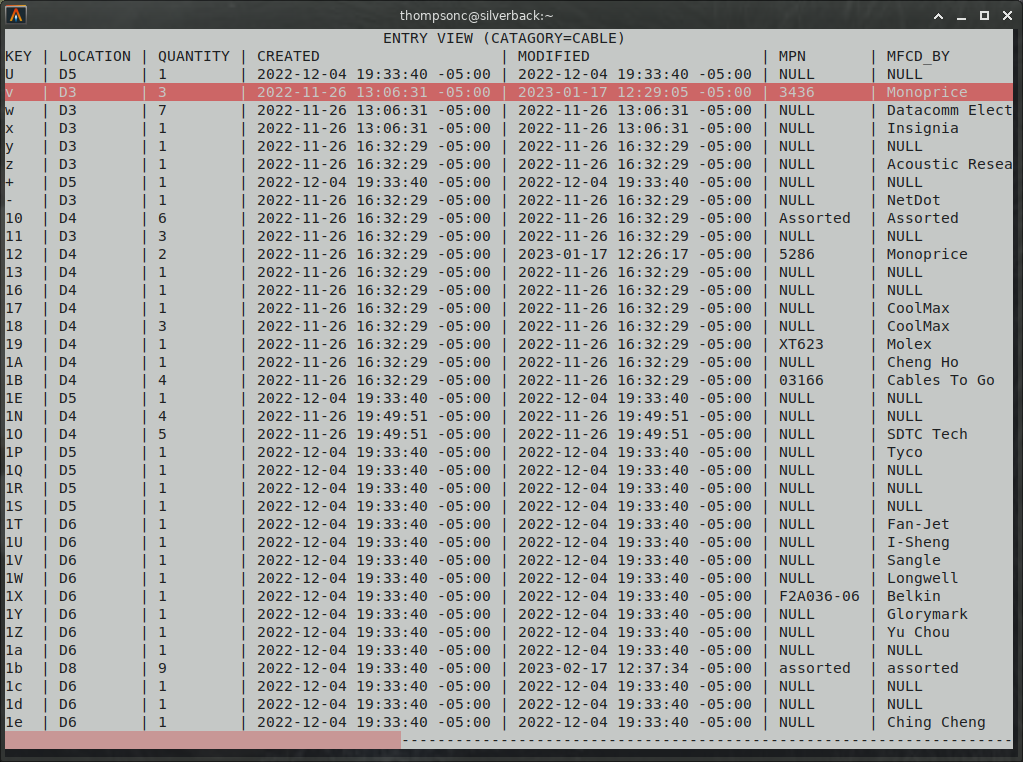 thompsonc@silverback:~
ENTRY VIEW (CATAGORY=CABLE)
KEY | LOCATION | QUANTITY | CREATED | MODIFIED | MPN | MFCD_BY
U | D5 | 1 | 2022-12-04 19:33:40 -05:00 | 2022-12-04 19:33:40 -05:00 | NULL | NULL
v | D3 | 3 | 2022-11-26 13:06:31 -05:00 | 2023-01-17 12:29:05 -05:00 | 3436 | Monoprice
w | D3 | 7 | 2022-11-26 13:06:31 -05:00 | 2022-11-26 13:06:31 -05:00 | NULL | Datacomm Elect
x | D3 | 1 | 2022-11-26 13:06:31 -05:00 | 2022-11-26 13:06:31 -05:00 | NULL | Insignia
y | D3 | 1 | 2022-11-26 16:32:29 -05:00 | 2022-11-26 16:32:29 -05:00 | NULL | NULL
z | D3 | 1 | 2022-11-26 16:32:29 -05:00 | 2022-11-26 16:32:29 -05:00 | NULL | Acoustic Resea
+ | D5 | 1 | 2022-12-04 19:33:40 -05:00 | 2022-12-04 19:33:40 -05:00 | NULL | NULL
- | D3 | 1 | 2022-11-26 16:32:29 -05:00 | 2022-11-26 16:32:29 -05:00 | NULL | NetDot
10 | D4 | 6 | 2022-11-26 16:32:29 -05:00 | 2022-11-26 16:32:29 -05:00 | Assorted | Assorted
11 | D3 | 3 | 2022-11-26 16:32:29 -05:00 | 2022-11-26 16:32:29 -05:00 | NULL | NULL
12 | D4 | 2 | 2022-11-26 16:32:29 -05:00 | 2023-01-17 12:26:17 -05:00 | 5286 | Monoprice
13 | D4 | 1 | 2022-11-26 16:32:29 -05:00 | 2022-11-26 16:32:29 -05:00 | NULL | NULL
16 | D4 | 1 | 2022-11-26 16:32:29 -05:00 | 2022-11-26 16:32:29 -05:00 | NULL | NULL
17 | D4 | 1 | 2022-11-26 16:32:29 -05:00 | 2022-11-26 16:32:29 -05:00 | NULL | CoolMax
18 | D4 | 3 | 2022-11-26 16:32:29 -05:00 | 2022-11-26 16:32:29 -05:00 | NULL | CoolMax
19 | D4 | 1 | 2022-11-26 16:32:29 -05:00 | 2022-11-26 16:32:29 -05:00 | XT623 | Molex
1A | D4 | 1 | 2022-11-26 16:32:29 -05:00 | 2022-11-26 16:32:29 -05:00 | NULL | Cheng Ho
1B | D4 | 4 | 2022-11-26 16:32:29 -05:00 | 2022-11-26 16:32:29 -05:00 | 03166 | Cables To Go
1E | D5 | 1 | 2022-12-04 19:33:40 -05:00 | 2022-12-04 19:33:40 -05:00 | NULL | NULL
1N | D4 | 4 | 2022-11-26 19:49:51 -05:00 | 2022-11-26 19:49:51 -05:00 | NULL | NULL
1O | D4 | 5 | 2022-11-26 19:49:51 -05:00 | 2022-11-26 19:49:51 -05:00 | NULL | SDTC Tech
1P | D5 | 1 | 2022-12-04 19:33:40 -05:00 | 2022-12-04 19:33:40 -05:00 | NULL | Tyco
1Q | D5 | 1 | 2022-12-04 19:33:40 -05:00 | 2022-12-04 19:33:40 -05:00 | NULL | NULL
1R | D5 | 1 | 2022-12-04 19:33:40 -05:00 | 2022-12-04 19:33:40 -05:00 | NULL | NULL
1S | D5 | 1 | 2022-12-04 19:33:40 -05:00 | 2022-12-04 19:33:40 -05:00 | NULL | NULL
1T | D6 | 1 | 2022-12-04 19:33:40 -05:00 | 2022-12-04 19:33:40 -05:00 | NULL | Fan-Jet
1U | D6 | 1 | 2022-12-04 19:33:40 -05:00 | 2022-12-04 19:33:40 -05:00 | NULL | I-Sheng
1V | D6 | 1 | 2022-12-04 19:33:40 -05:00 | 2022-12-04 19:33:40 -05:00 | NULL | Sangle
1W | D6 | 1 | 2022-12-04 19:33:40 -05:00 | 2022-12-04 19:33:40 -05:00 | NULL | Longwell
1X | D6 | 1 | 2022-12-04 19:33:40 -05:00 | 2022-12-04 19:33:40 -05:00 | F2A036-06 | Belkin
1Y | D6 | 1 | 2022-12-04 19:33:40 -05:00 | 2022-12-04 19:33:40 -05:00 | NULL | Glorymark
1Z | D6 | 1 | 2022-12-04 19:33:40 -05:00 | 2022-12-04 19:33:40 -05:00 | NULL | Yu Chou
1a | D6 | 1 | 2022-12-04 19:33:40 -05:00 | 2022-12-04 19:33:40 -05:00 | NULL | NULL
1b | D8 | 9 | 2022-12-04 19:33:40 -05:00 | 2023-02-17 12:37:34 -05:00 | assorted | assorted
1c | D6 | 1 | 2022-12-04 19:33:40 -05:00 | 2022-12-04 19:33:40 -05:00 | NULL | NULL
1d | D6 | 1 | 2022-12-04 19:33:40 -05:00 | 2022-12-04 19:33:40 -05:00 | NULL | NULL
1e | D6 | 1 | 2022-12-04 19:33:40 -05:00 | 2022-12-04 19:33:40 -05:00 | NULL | Ching Cheng